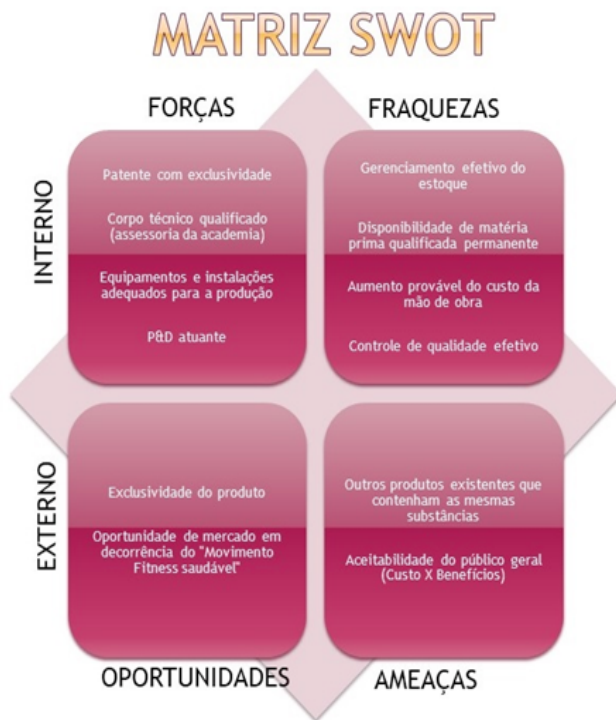 MATRIZ SWOT
FORÇAS
FRAQUEZAS
INTERNO
Patente com exclusividade
Corpo técnico qualificado
(assessoria da academia)
Equipamentos e instalações
adequados para a produção
P&D atuante
Gerenciamento efetivo do
estoque
Disponibilidade de matéria
prima qualificada permanente
Aumento provável do custo da
mão de obra
Controle de qualidade efetivo
EXTERNO
Exclusividade do produto
Oportunidade de mercado em
decorrência do "Movimento
Fitness saudável"
Outros produtos existentes que
contenham as mesmas
substâncias
Aceitabilidade do público geral
(Custo X Benefícios)
OPORTUNIDADES
AMEAÇAS